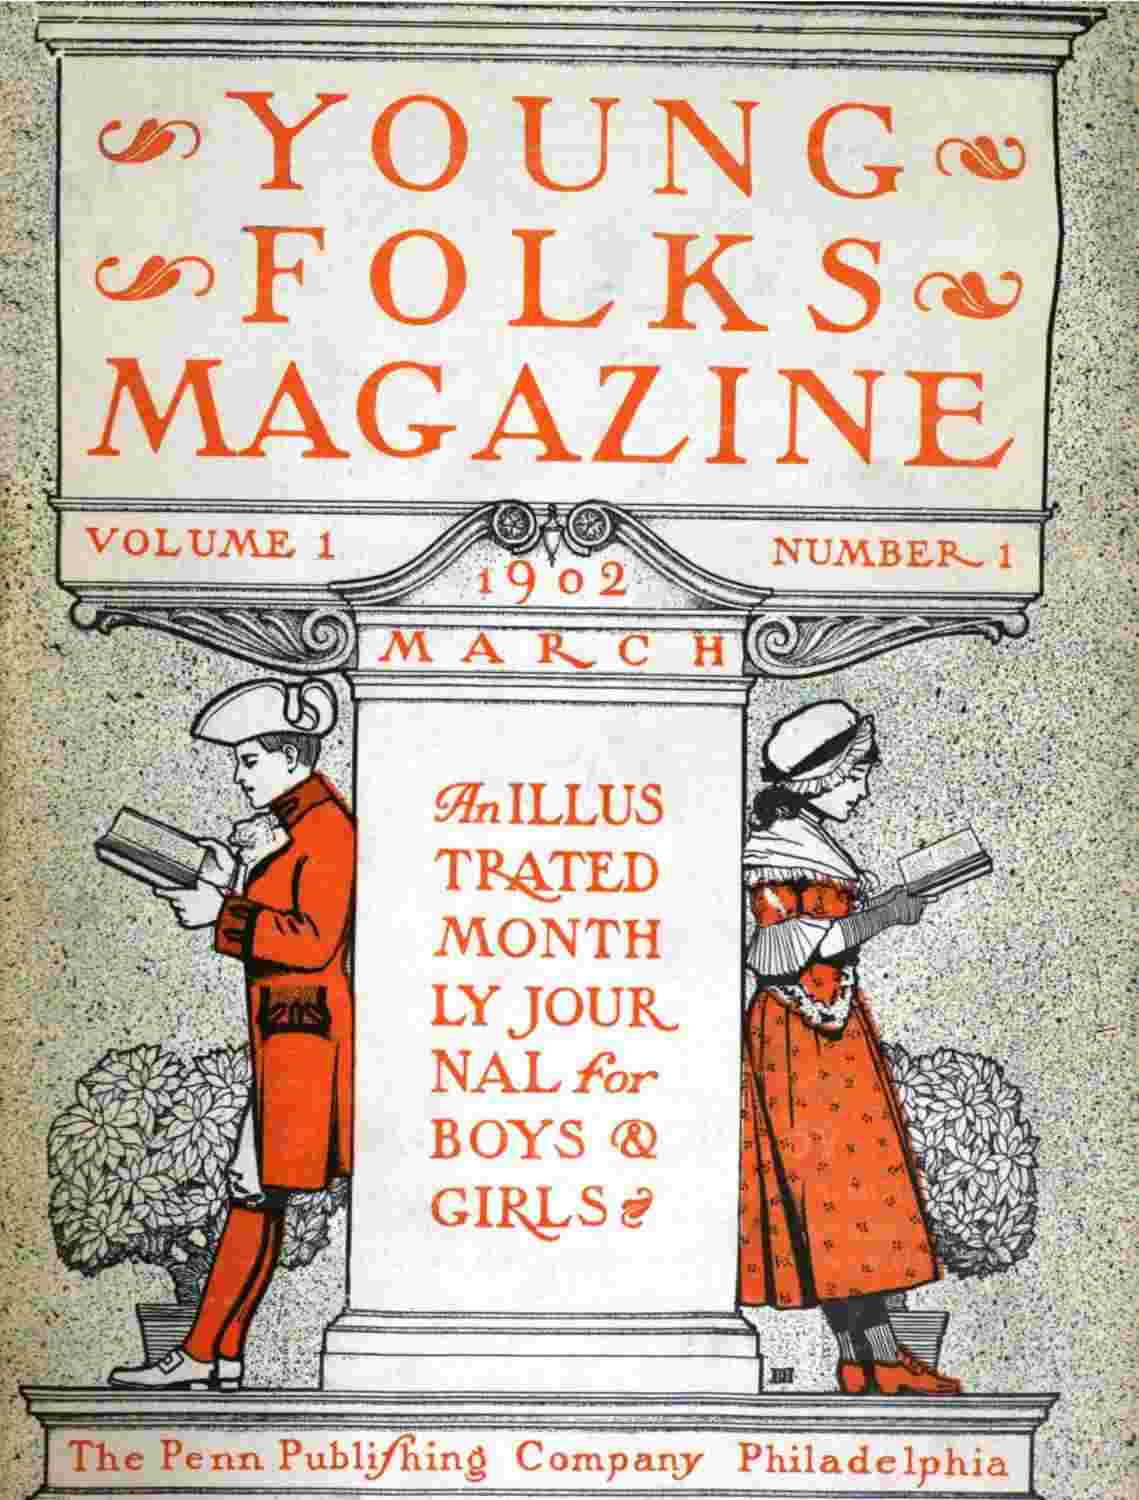 YOUNG
FOLKS
MAGAZINE
VOLUME 1
NUMBER 1
1902
MARCH
An ILLUS
TRATED
MONTH
LY JOUR
NAL for
BOYS &
GIRLS
The Penn Publiſhing Company Philadelphia